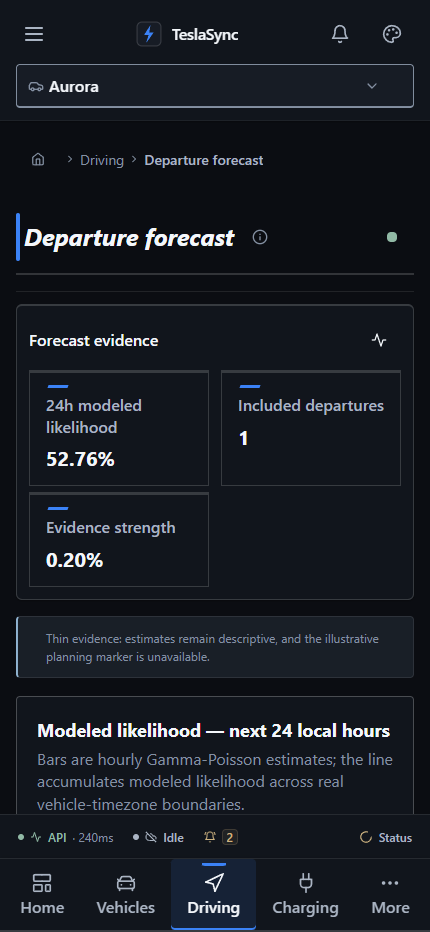 TeslaSync
Aurora
Driving
Departure forecast
Departure forecast
Forecast evidence
24h modeled
likelihood
52.76%
Included departures
1
Evidence strength
0.20%
Thin evidence: estimates remain descriptive, and the illustrative
planning marker is unavailable.
Modeled likelihood — next 24 local hours
Bars are hourly Gamma-Poisson estimates; the line
accumulates modeled likelihood across real
vehicle-timezone boundaries.
API · 240ms
Idle
2
Status
Home
Vehicles
Driving
Charging
More